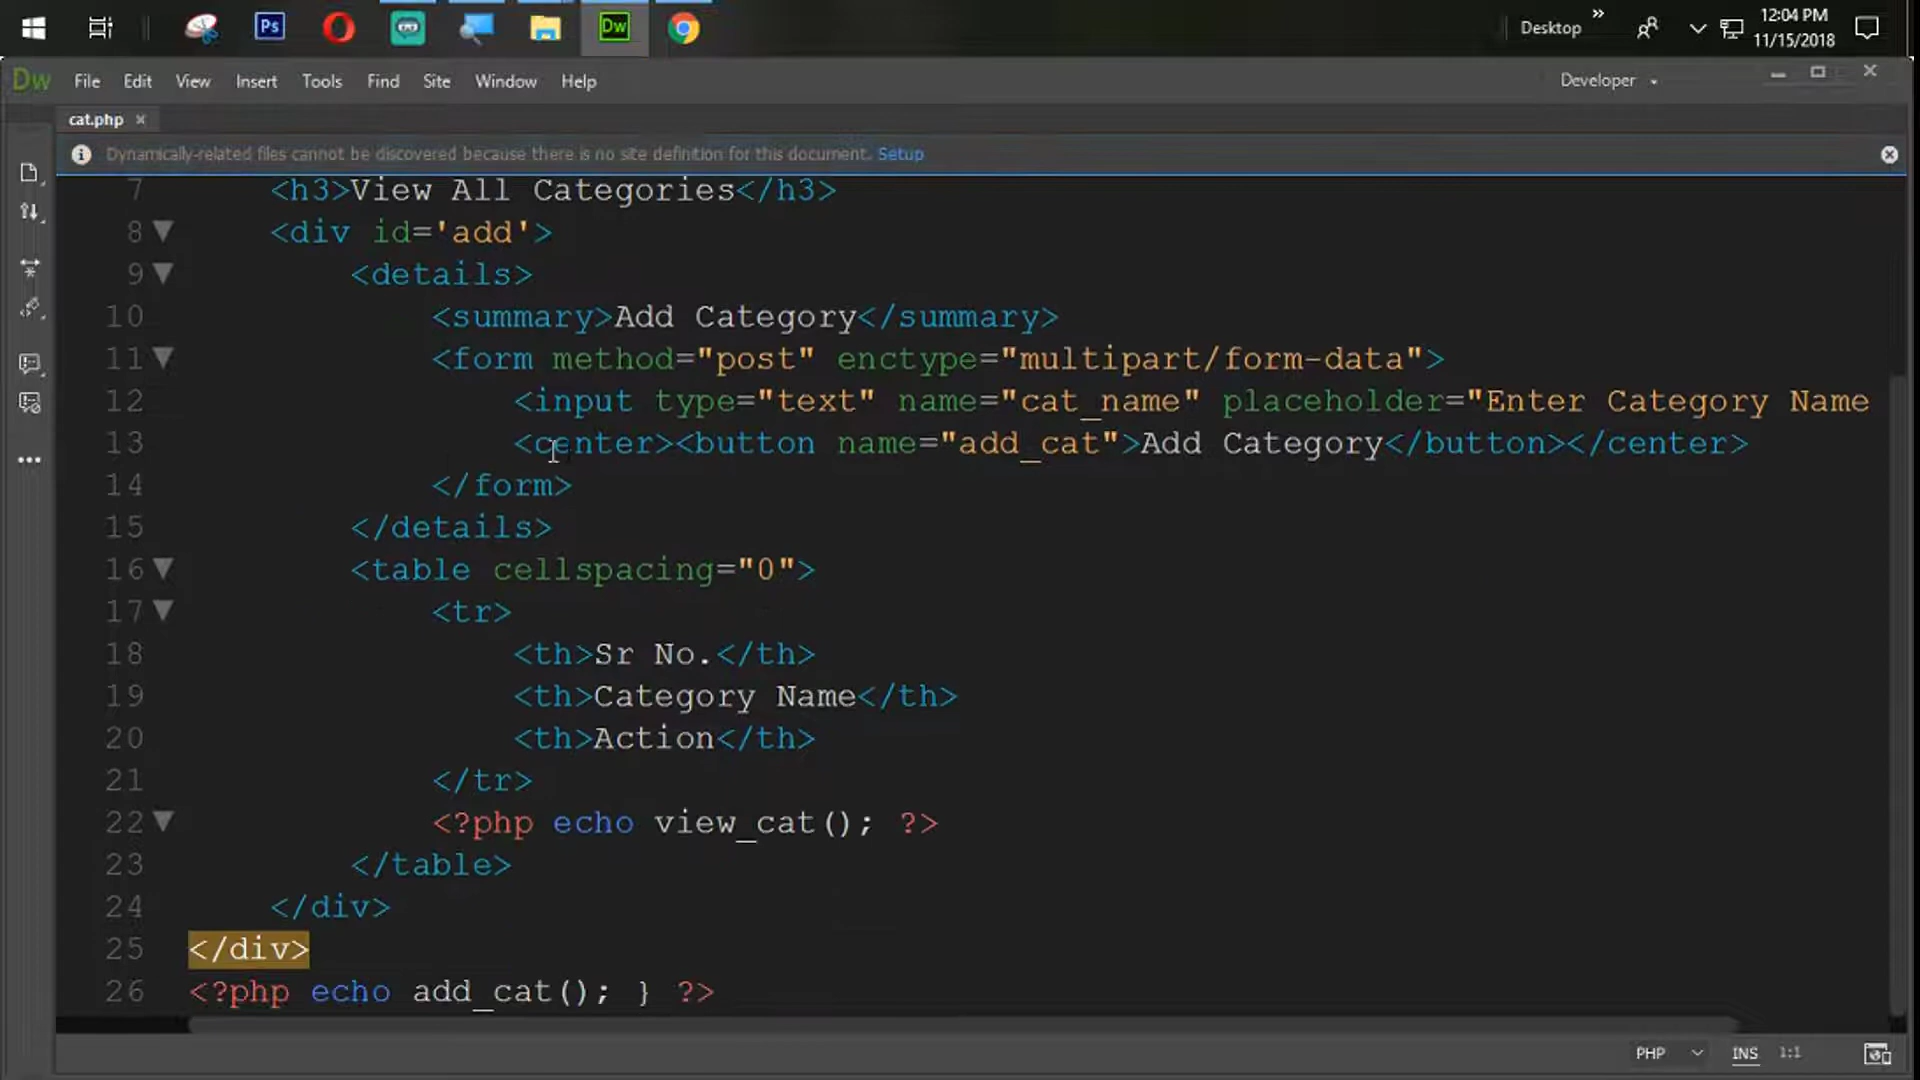 Ps
Dw
Desktop
12:04 PM
11/15/2018
Dw File Edit View Insert Tools Find Site Window Help
Developer
cat.php
Dynamically-related files cannot be discovered because there is no site definition for this document. Setup
7 <h3>View All Categories</h3>
8 <div id='add'>
9 <details>
10 <summary>Add Category</summary>
11 <form method="post" enctype="multipart/form-data">
12 <input type="text" name="cat_name" placeholder="Enter Category Name
13 <center><button name="add_cat">Add Category</button></center>
14 </form>
15 </details>
16 <table cellspacing="0">
17 <tr>
18 <th>Sr No.</th>
19 <th>Category Name</th>
20 <th>Action</th>
21 </tr>
22 <?php echo view_cat(); ?>
23 </table>
24 </div>
25 </div>
26 <?php echo add_cat(); } ?>
PHP INS 1:1